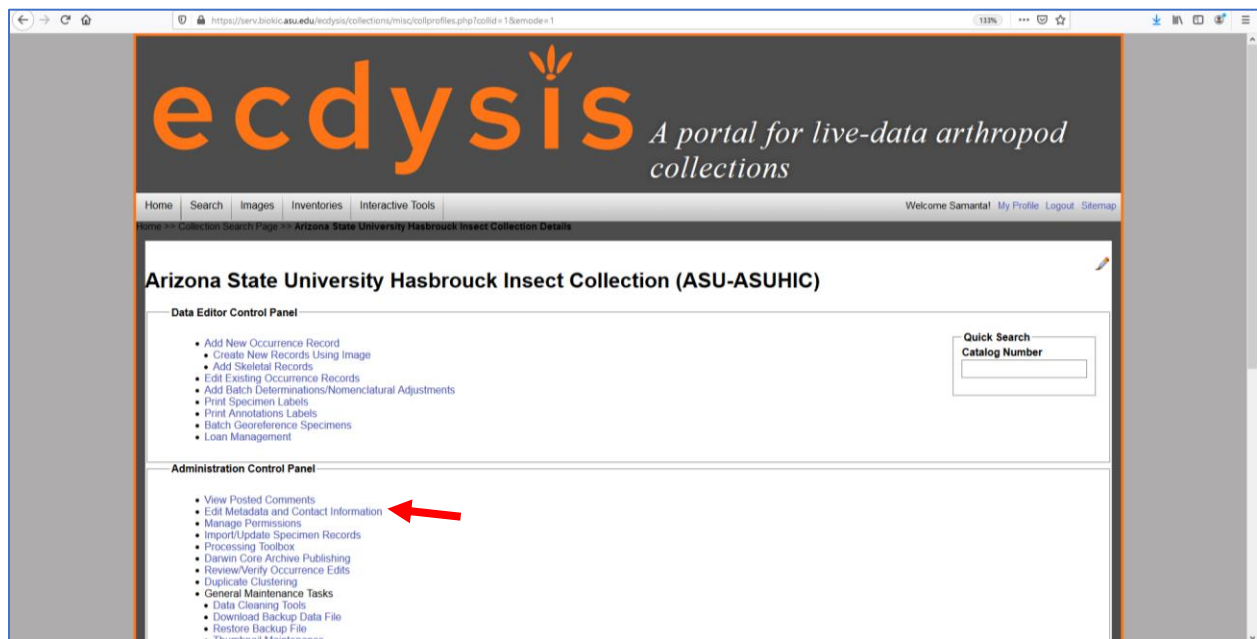 https://serv.biokic.asu.edu/ecdysis/collections/misc/collprofiles.php?collid=1&emode=1
133%
ecdysis
A portal for live-data arthropod
collections
Home Search Images Inventories Interactive Tools
Welcome Samanta! My Profile Logout Sitemap
Home >> Collection Search Page >> Arizona State University Hasbrouck Insect Collection Details
Arizona State University Hasbrouck Insect Collection (ASU-ASUHIC)
Data Editor Control Panel
Add New Occurrence Record
Create New Records Using Image
Add Skeletal Records
Edit Existing Occurrence Records
Add Batch Determinations/Nomenclatural Adjustments
Print Specimen Labels
Print Annotations Labels
Batch Georeference Specimens
Loan Management
Quick Search
Catalog Number
Administration Control Panel
View Posted Comments
Edit Metadata and Contact Information
Manage Permissions
Import/Update Specimen Records
Processing Toolbox
Darwin Core Archive Publishing
Review/Verify Occurrence Edits
Duplicate Clustering
General Maintenance Tasks
Data Cleaning Tools
Download Backup Data File
Restore Backup File
Thumbnail Maintenance